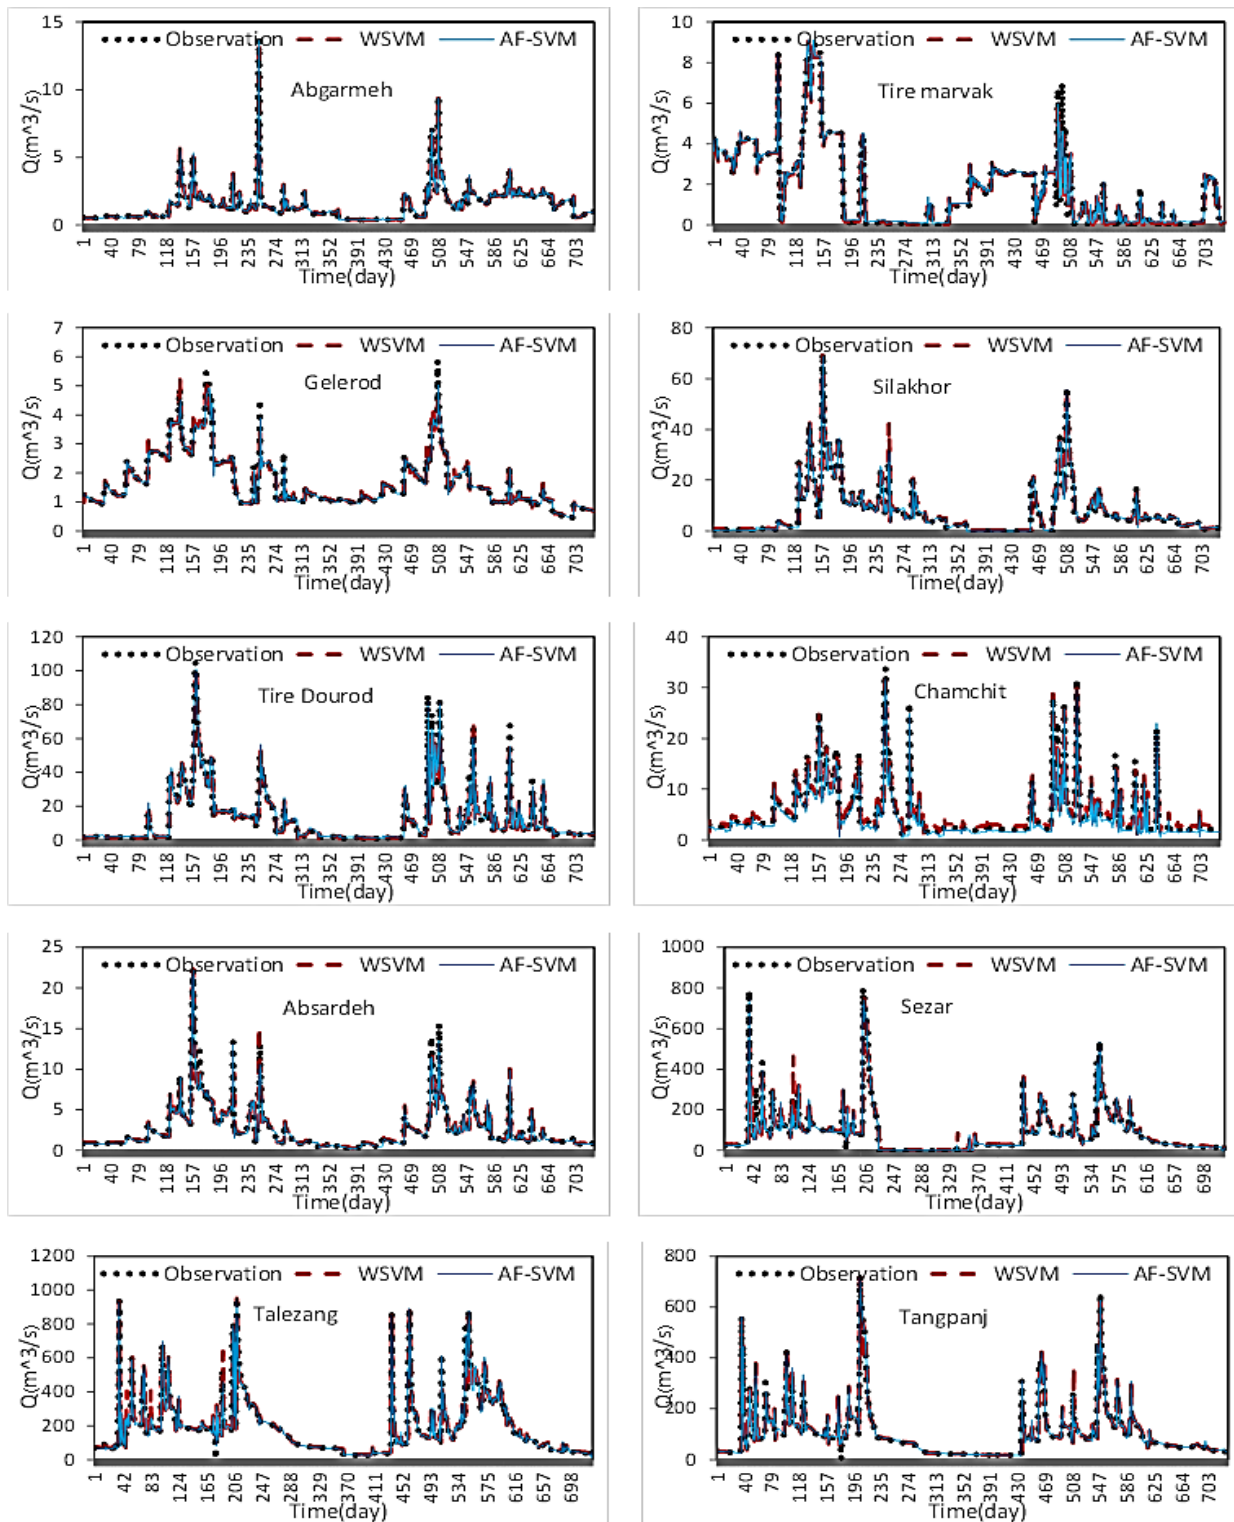 15
10
5
0
Q(m^3/s)
Observation WSVM AF-SVM
Abgarmeh
1 40 79 118 157 196 235 274 313 352 391 430 469 508 547 586 625 664 703
Time(day)
10
8
6
4
2
0
Q(m^3/s)
Observation WSVM AF-SVM
Tire marvak
1 40 79 118 157 196 235 274 313 352 391 430 469 508 547 586 625 664 703
Time(day)
7
6
5
4
3
2
1
0
Q(m^3/s)
Observation WSVM AF-SVM
Gelerod
1 40 79 118 157 196 235 274 313 352 391 430 469 508 547 586 625 664 703
Time(day)
80
60
40
20
0
Q(m^3/s)
Observation WSVM AF-SVM
Silakhor
1 40 79 118 157 196 235 274 313 352 391 430 469 508 547 586 625 664 703
Time(day)
120
100
80
60
40
20
0
Q(m^3/s)
Observation WSVM AF-SVM
Tire Dourod
1 40 79 118 157 196 235 274 313 352 391 430 469 508 547 586 625 664 703
Time(day)
40
30
20
10
0
Q(m^3/s)
Observation WSVM AF-SVM
Chamchit
1 40 79 118 157 196 235 274 313 352 391 430 469 508 547 586 625 664 703
Time(day)
25
20
15
10
5
0
Q(m^3/s)
Observation WSVM AF-SVM
Absardeh
1 40 79 118 157 196 235 274 313 352 391 430 469 508 547 586 625 664 703
Time(day)
1000
800
600
400
200
0
Q(m^3/s)
Observation WSVM AF-SVM
Sezar
1 42 83 124 165 206 247 288 329 370 411 452 493 534 575 616 657 698
Time(day)
1200
1000
800
600
400
200
0
Q(m^3/s)
Observation WSVM AF-SVM
Talezang
1 42 83 124 165 206 247 288 329 370 411 452 493 534 575 616 657 698
Time(day)
800
600
400
200
0
Q(m^3/s)
Observation WSVM AF-SVM
Tangpanj
1 40 79 118 157 196 235 274 313 352 391 430 469 508 547 586 625 664 703
Time(day)